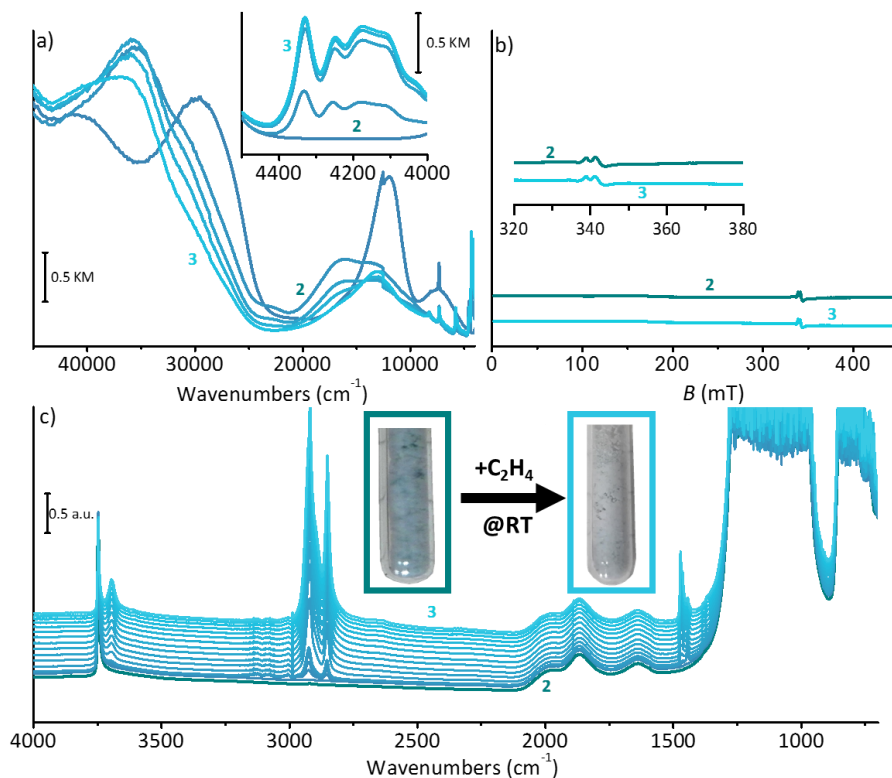 a)
3
2
0.5 KM
4400 4200 4000
3
2
0.5 KM
40000 30000 20000 10000
Wavenumbers (cm⁻¹)
b)
2
3
320 340 360 380
2
3
0 100 200 300 400
B (mT)
c)
0.5 a.u.
+C₂H₄
@RT
3
2
4000 3500 3000 2500 2000 1500 1000
Wavenumbers (cm⁻¹)